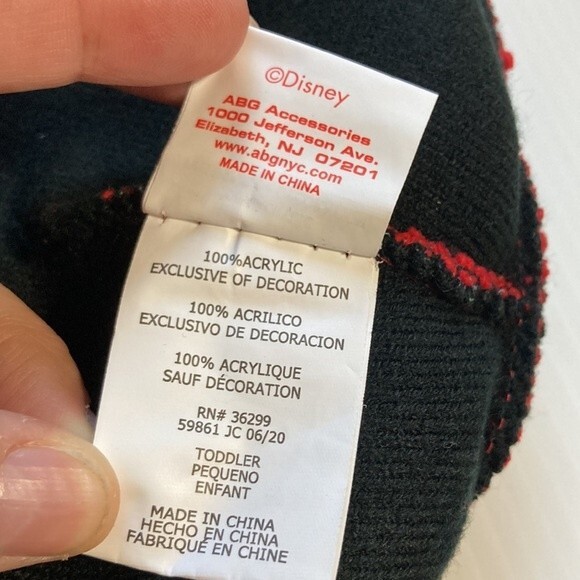 ©Disney
ABG Accessories
1000 Jefferson Ave.
Elizabeth, NJ 07201
www.abgnyc.com
MADE IN CHINA
100%ACRYLIC
EXCLUSIVE OF DECORATION
100% ACRILICO
EXCLUSIVO DE DECORACION
100% ACRYLIQUE
SAUF DÉCORATION
RN# 36299
59861 JC 06/20
TODDLER
PEQUENO
ENFANT
MADE IN CHINA
HECHO EN CHINA
FABRIQUÉ EN CHINE